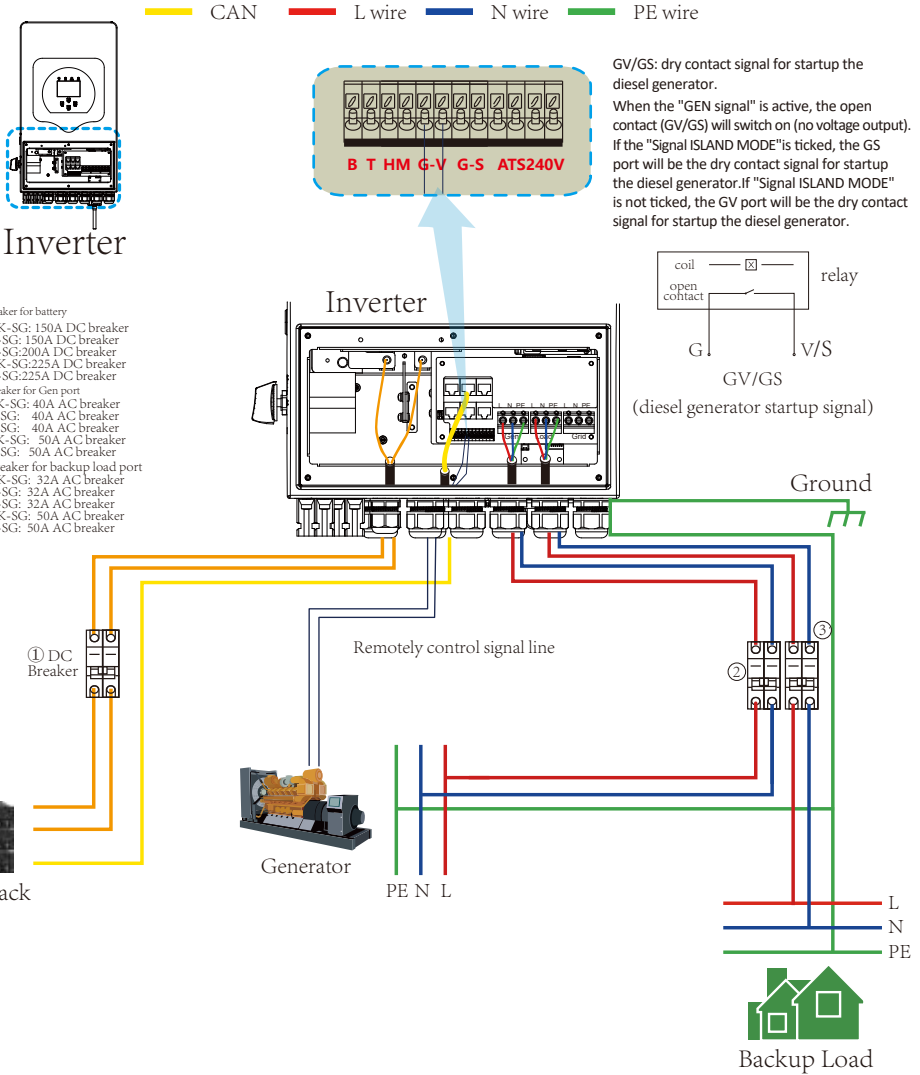 CAN L wire N wire PE wire
GV/GS: dry contact signal for startup the
diesel generator.
When the "GEN signal" is active, the open
contact (GV/GS) will switch on (no voltage output).
If the "Signal ISLAND MODE"is ticked, the GS
port will be the dry contact signal for startup
the diesel generator.If "Signal ISLAND MODE"
is not ticked, the GV port will be the dry contact
signal for startup the diesel generator.
B T HM G-V G-S ATS240V
Inverter
coil
X
open
contact
relay
G
V/S
GV/GS
(diesel generator startup signal)
aker for battery
K-SG: 150A DC breaker
-SG: 150A DC breaker
-SG:200A DC breaker
K-SG:225A DC breaker
-SG:225A DC breaker
eaker for Gen port
K-SG: 40A AC breaker
SG: 40A AC breaker
SG: 40A AC breaker
K-SG: 50A AC breaker
SG: 50A AC breaker
reaker for backup load port
K-SG: 32A AC breaker
-SG: 32A AC breaker
-SG: 32A AC breaker
K-SG: 50A AC breaker
-SG: 50A AC breaker
Inverter
L N PE L N PE L N PE
Gen Load Grid
Ground
① DC
Breaker
Remotely control signal line
②
③
Generator
PE N L
ack
L
N
PE
Backup Load